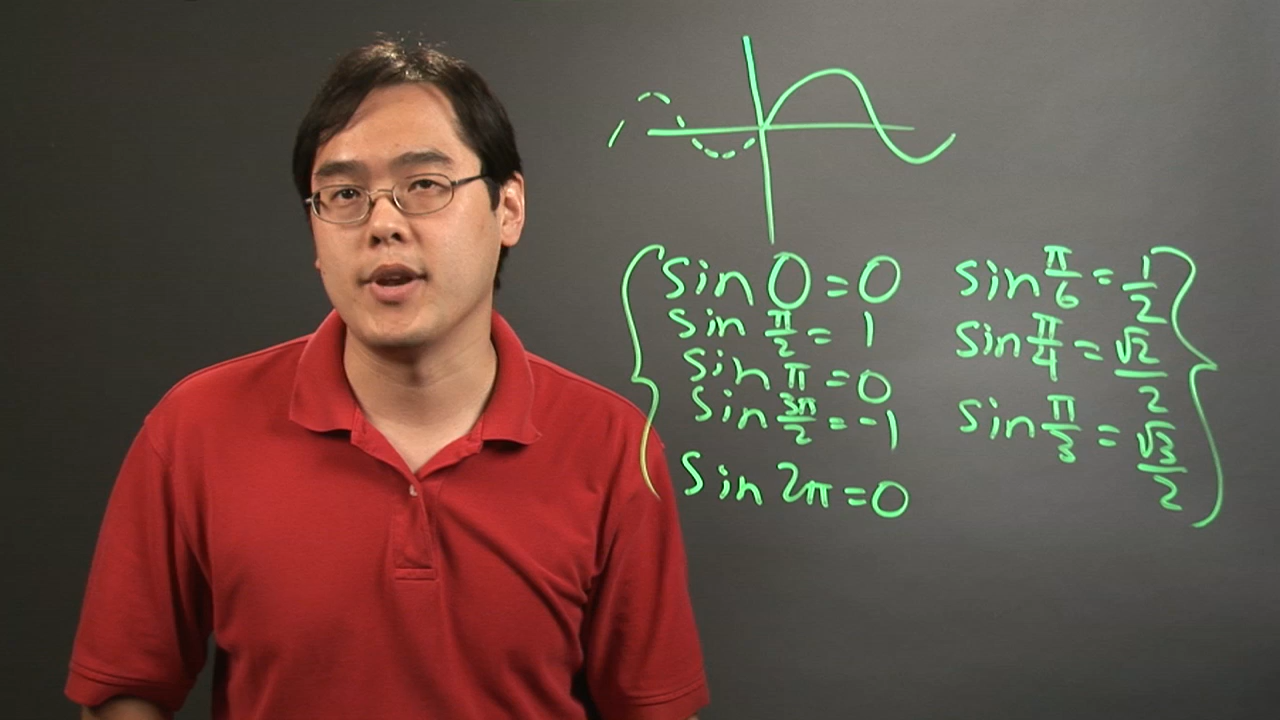 sin 0 = 0
sin π/2 = 1
sin π = 0
sin 3π/2 = -1
sin 2π = 0
sin π/6 = 1/2
sin π/4 = √2/2
sin π/3 = √3/2